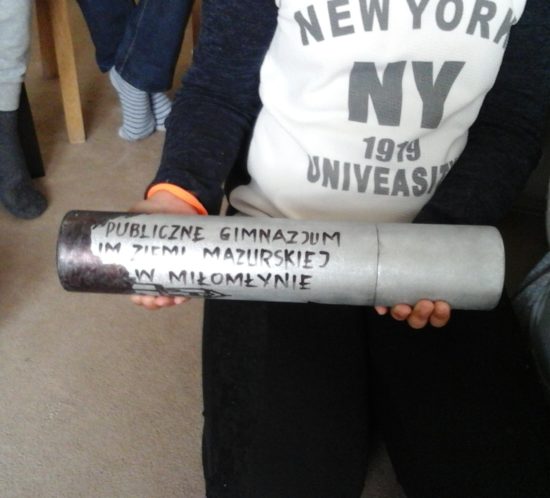 NEW YORK
NY
1919
UNIVEASITY
PUBLICZNE GIMNAZJUM
IM ZIEMI MAZURSKIEJ
W MIŁOMŁYNIE